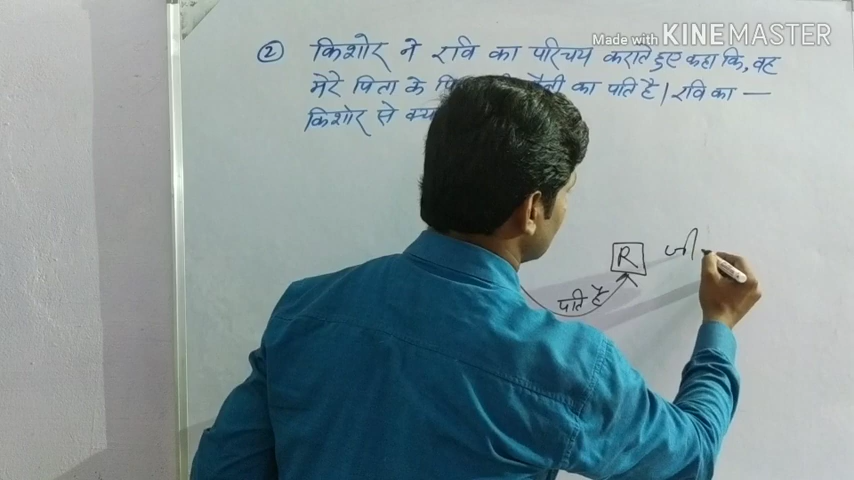 Made with KINEMASTER
② किशोर ने रवि का परिचय कराते हुए कहा कि, वह
मेरे पिता के का पति है। रवि का —
किशोर से
R जी
पति है